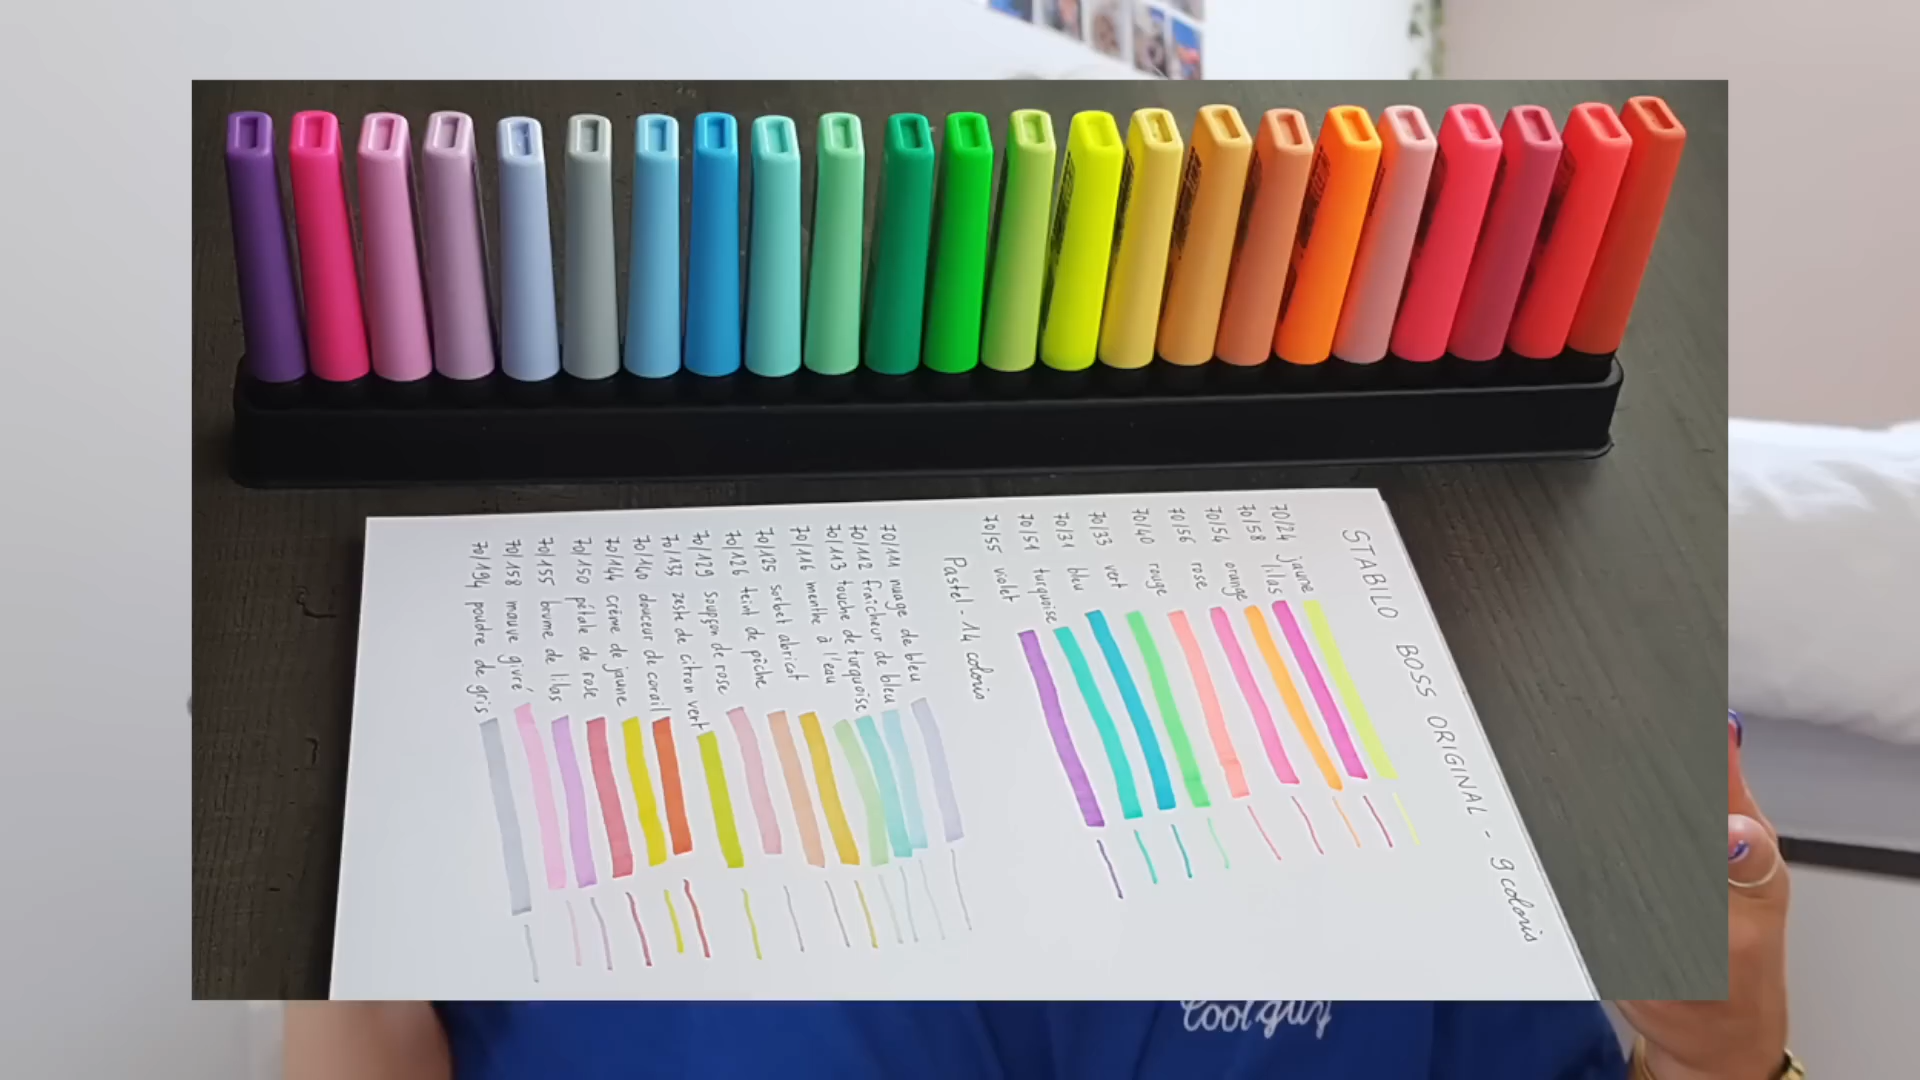 STABILO BOSS ORIGINAL - 9 coloris
70/24 jaune
70/58 lilas
70/54 orange
70/56 rose
70/40 rouge
70/33 vert
70/31 bleu
70/51 turquoise
70/55 violet
Pastel - 14 coloris
70/111 nuage de bleu
70/112 fraîcheur de bleu
70/113 touche de turquoise
70/116 menthe à l'eau
70/125 sorbet abricot
70/126 teint de pêche
70/129 soupçon de rose
70/133 zeste de citron vert
70/140 douceur de corail
70/144 crème de jaune
70/150 pétale de rose
70/155 brume de lilas
70/158 mauve givré
70/194 poudre de gris
Cool guy